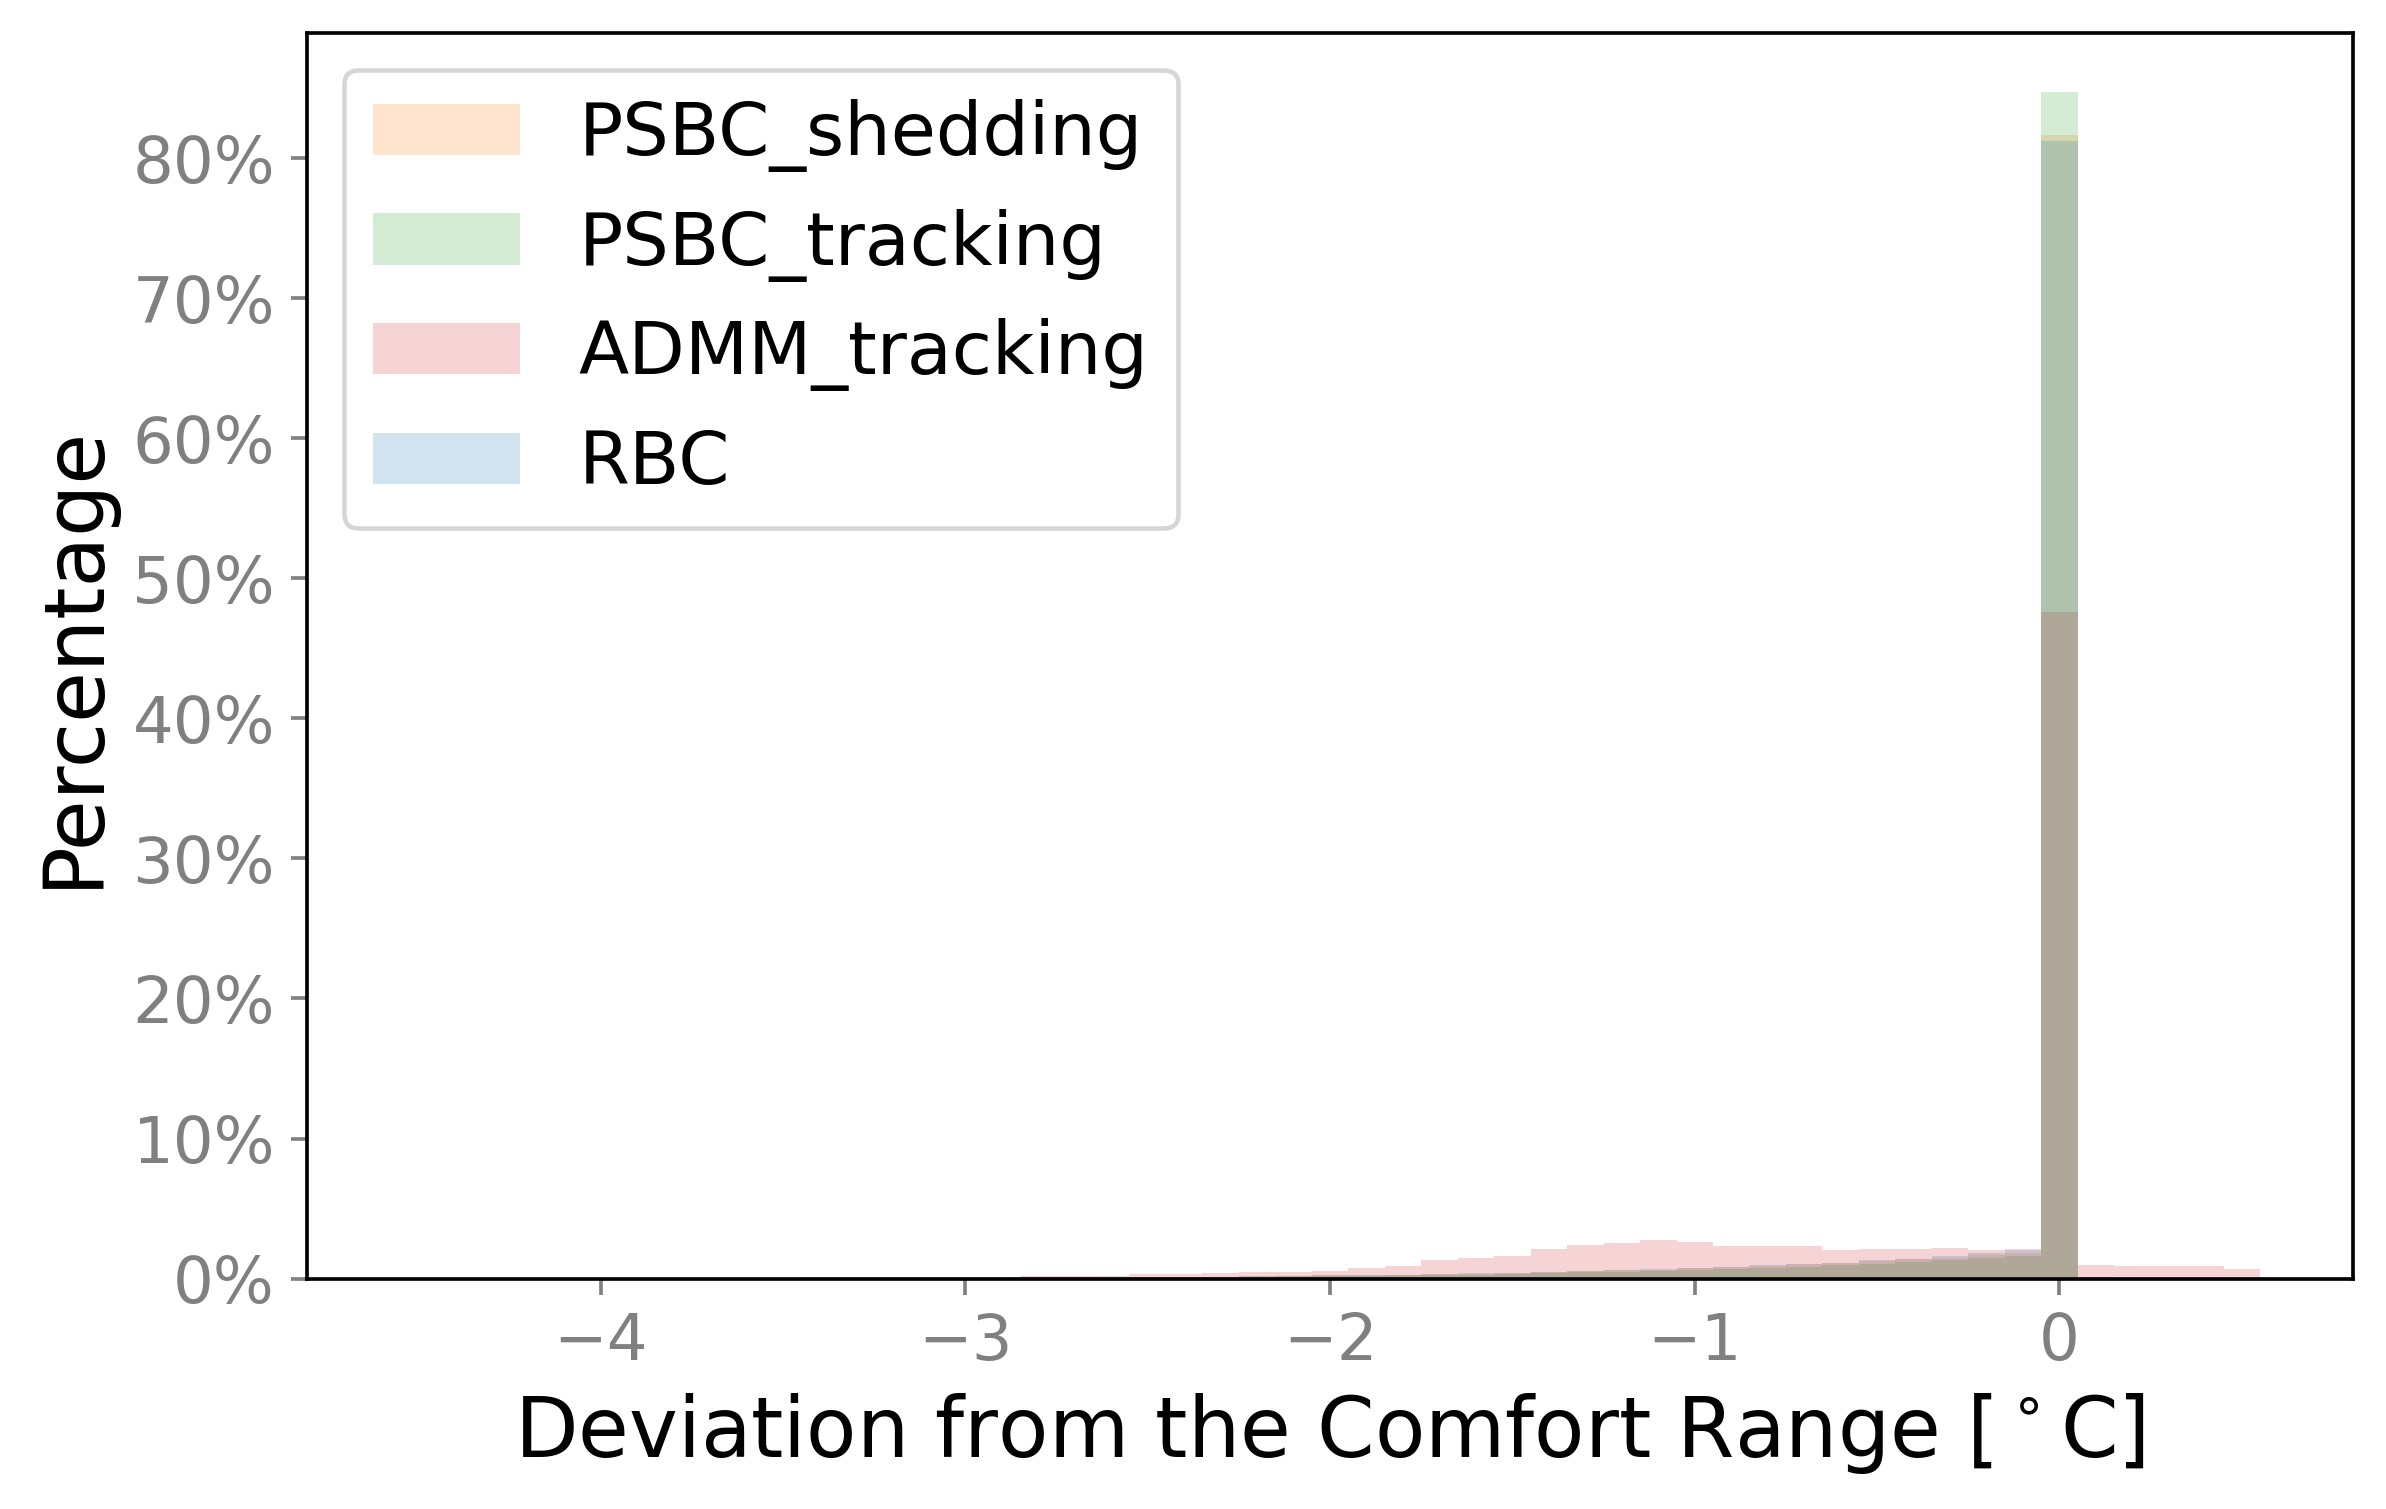 PSBC_shedding
PSBC_tracking
ADMM_tracking
RBC
Percentage
80%
70%
60%
50%
40%
30%
20%
10%
0%
−4 −3 −2 −1 0
Deviation from the Comfort Range [°C]